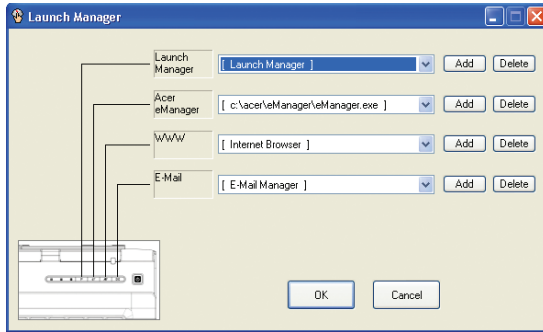 Launch Manager
Launch
Manager
[ Launch Manager ]
Add
Delete
Acer
eManager
[ c:\acer\eManager\eManager.exe ]
Add
Delete
WWW
[ Internet Browser ]
Add
Delete
E-Mail
[ E-Mail Manager ]
Add
Delete
OK
Cancel